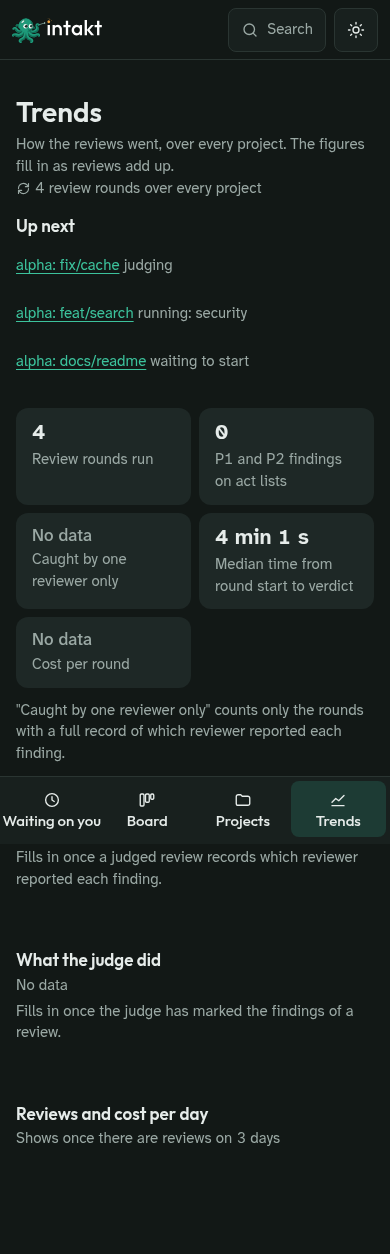 intakt
Search
Trends
How the reviews went, over every project. The figures
fill in as reviews add up.
4 review rounds over every project
Up next
alpha: fix/cache judging
alpha: feat/search running: security
alpha: docs/readme waiting to start
4
Review rounds run
0
P1 and P2 findings
on act lists
No data
Caught by one
reviewer only
4 min 1 s
Median time from
round start to verdict
No data
Cost per round
"Caught by one reviewer only" counts only the rounds
with a full record of which reviewer reported each
finding.
Waiting on you
Board
Projects
Trends
Fills in once a judged review records which reviewer
reported each finding.
What the judge did
No data
Fills in once the judge has marked the findings of a
review.
Reviews and cost per day
Shows once there are reviews on 3 days